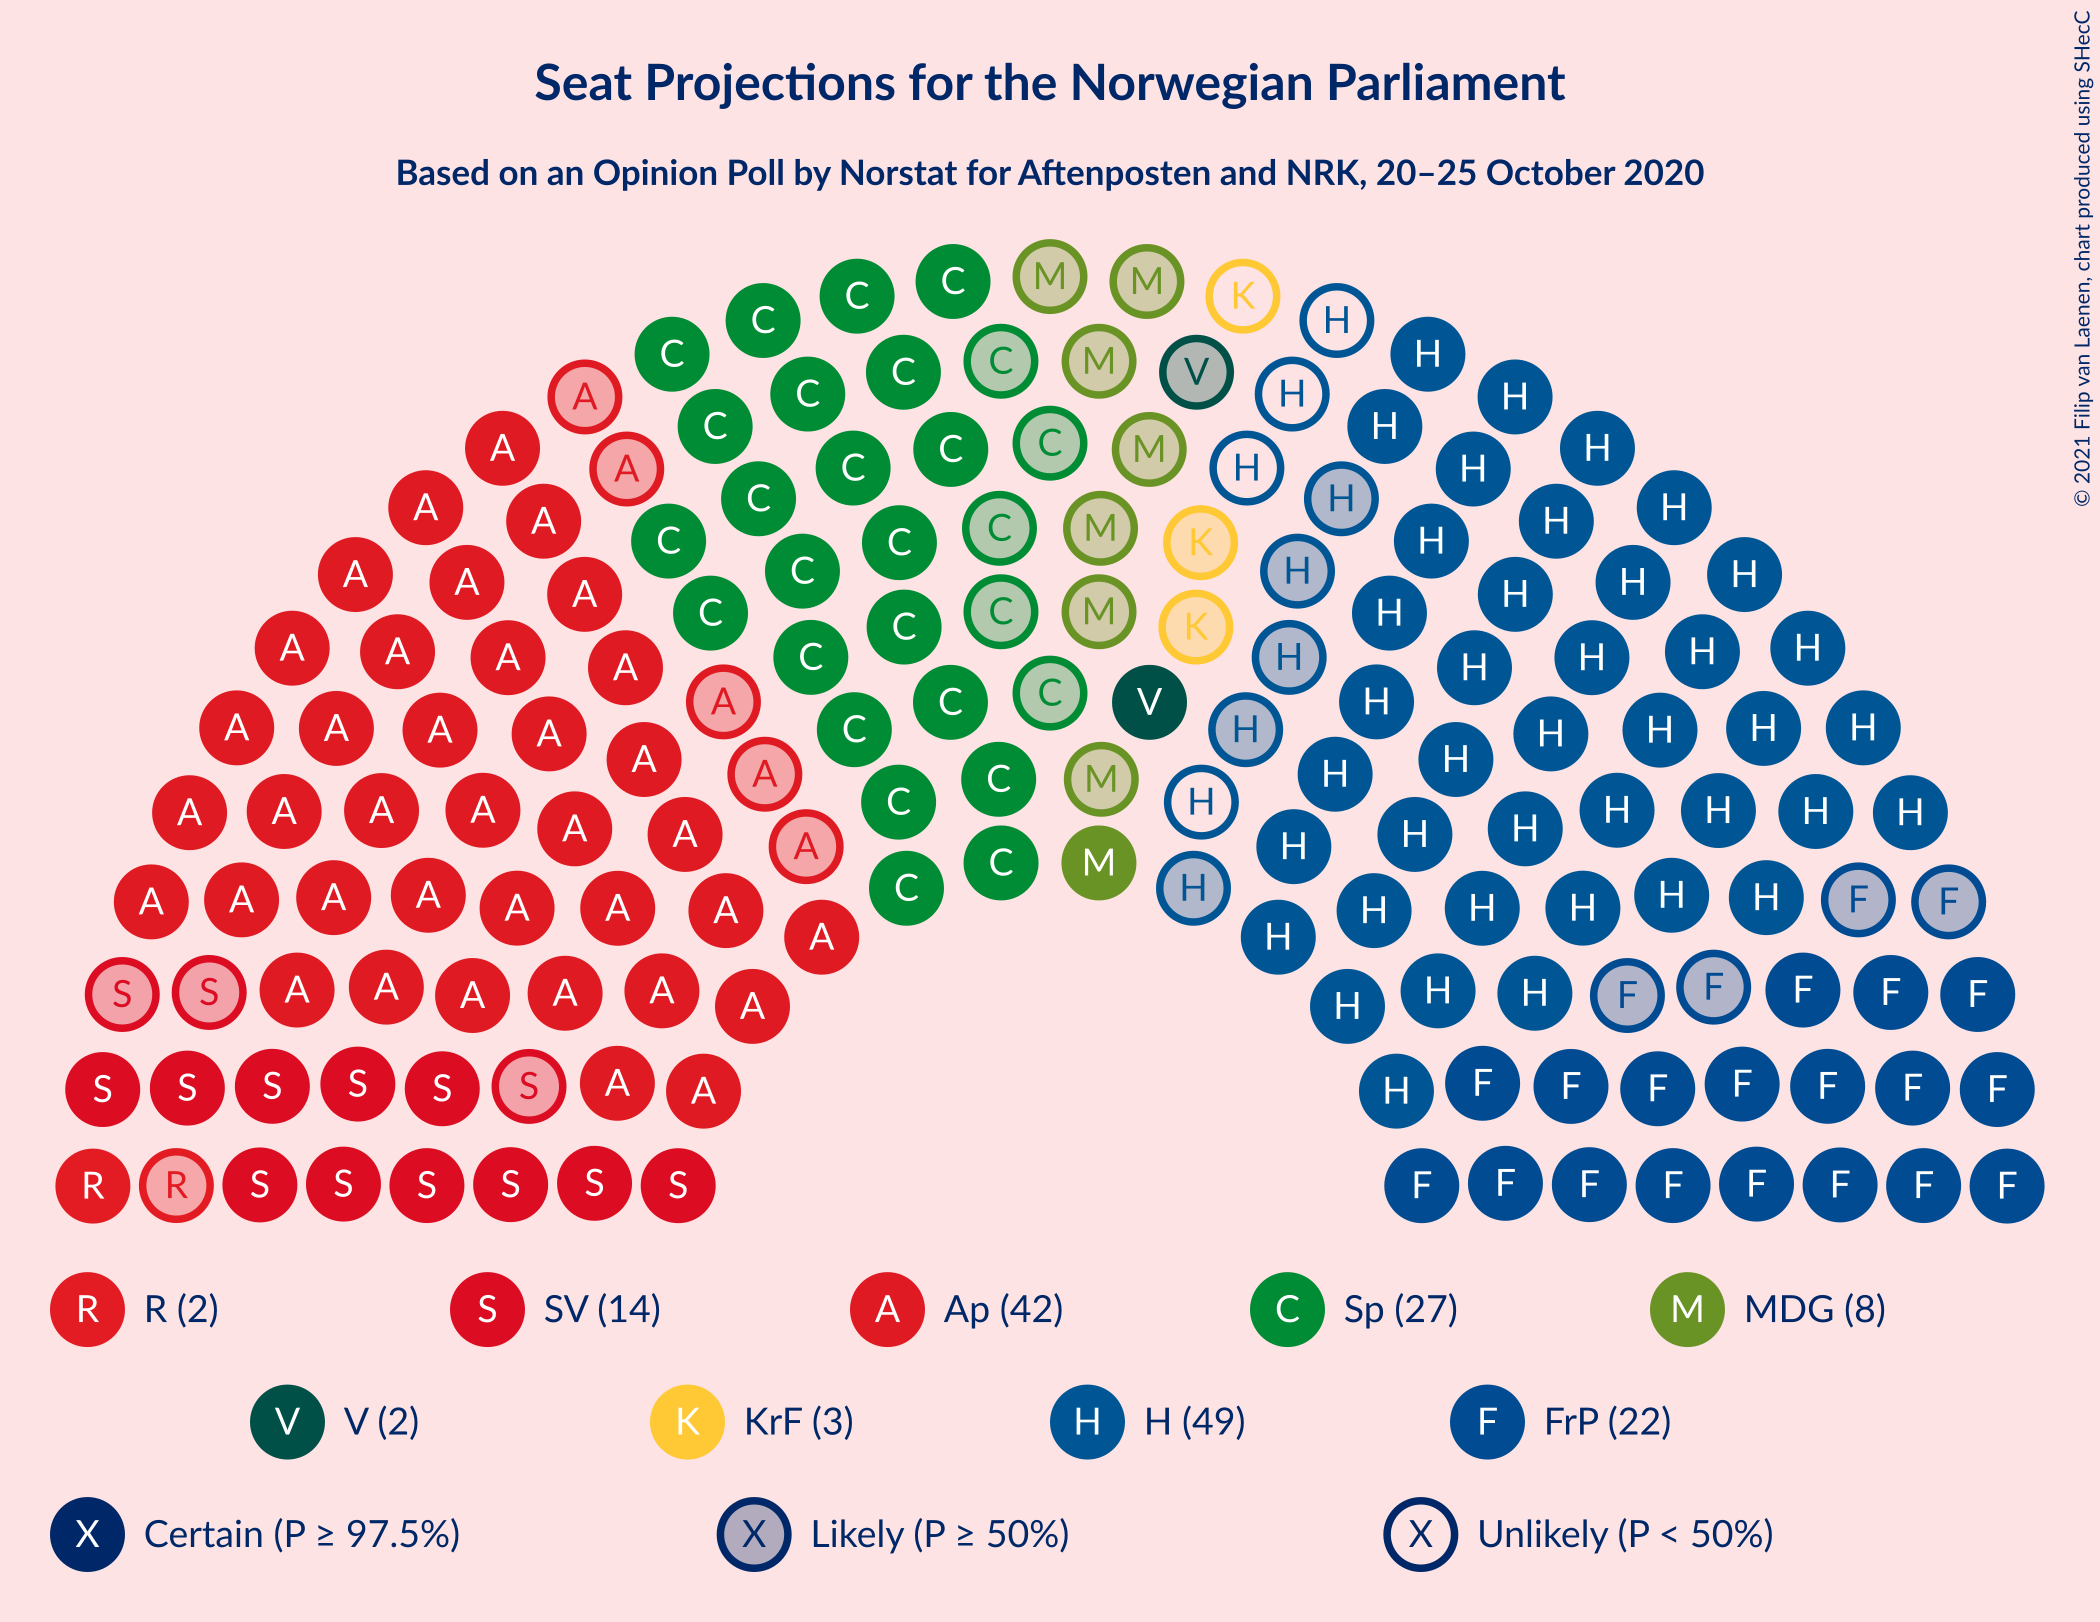 Seat Projections for the Norwegian Parliament
Based on an Opinion Poll by Norstat for Aftenposten and NRK, 20–25 October 2020
© 2021 Filip van Laenen, chart produced using SHecC
C C M M K
C H
C C C M V H
A C H H
A C C C M H H
A C H H
A A C H H H
C C C M K H
A A A C H H H H
C C C M K H
A A A A C H H H H H
A C C V H
A A A A C H H H H H
A A C M H H
A A A A A A C H H H H H H H
A C M H
A A A A A A A C H H H H H H F F
A H
S S A A A A A A H H H F F F F F
S S S S S S A A H F F F F F F F
R R S S S S S S F F F F F F F F
R R (2) S SV (14) A Ap (42) C Sp (27) M MDG (8)
V V (2) K KrF (3) H H (49) F FrP (22)
X Certain (P ≥ 97.5%) X Likely (P ≥ 50%) X Unlikely (P < 50%)